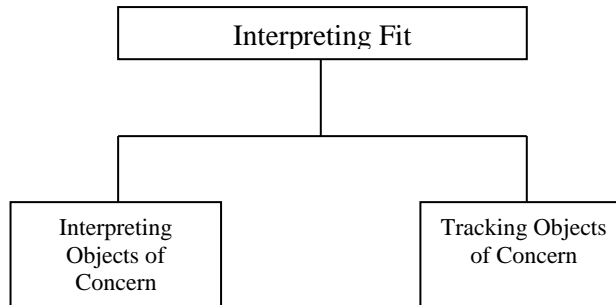 Interpreting Fit
Interpreting
Objects of
Concern
Tracking Objects
of Concern